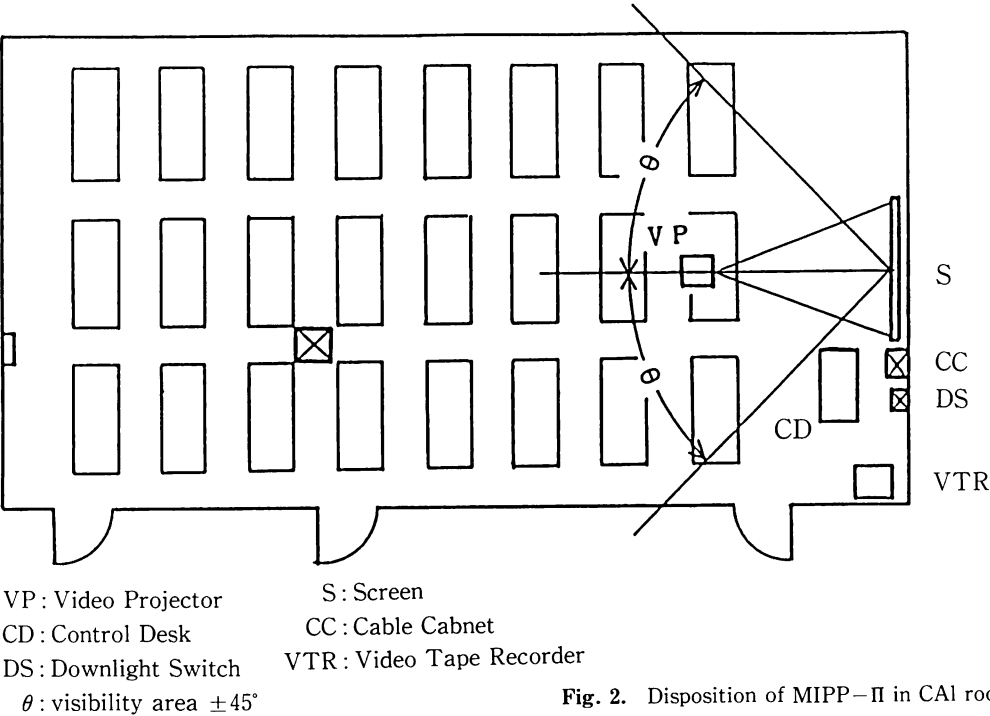 θ
VP
S
θ
CC
DS
CD
VTR
VP : Video Projector
S : Screen
CD : Control Desk
CC : Cable Cabnet
DS : Downlight Switch
VTR : Video Tape Recorder
θ : visibility area ±45°
Fig. 2. Disposition of MIPP-II in CAI